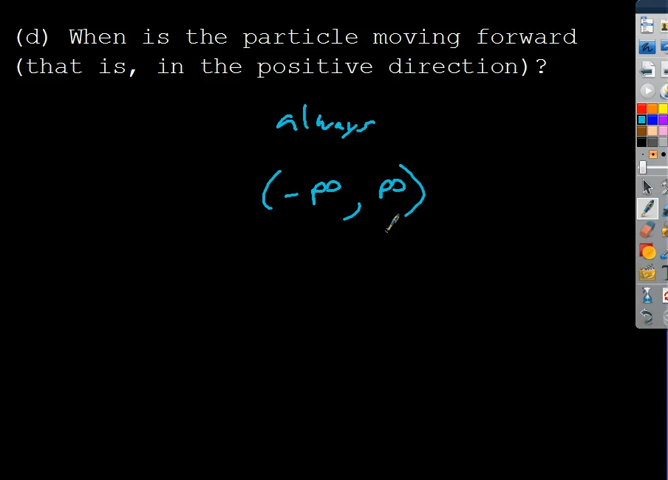 (d) When is the particle moving forward
(that is, in the positive direction)?
always
(-∞, ∞)